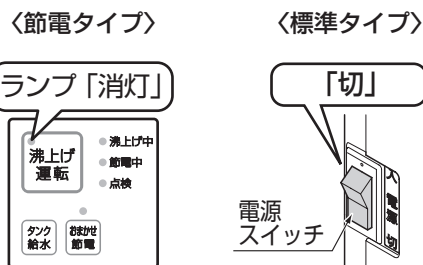 〈節電タイプ〉
ランプ「消灯」
沸上げ
運転
沸上げ中
節電中
点検
タンク
給水
おまかせ
節電
〈標準タイプ〉
「切」
入
電源
切
電源
スイッチ